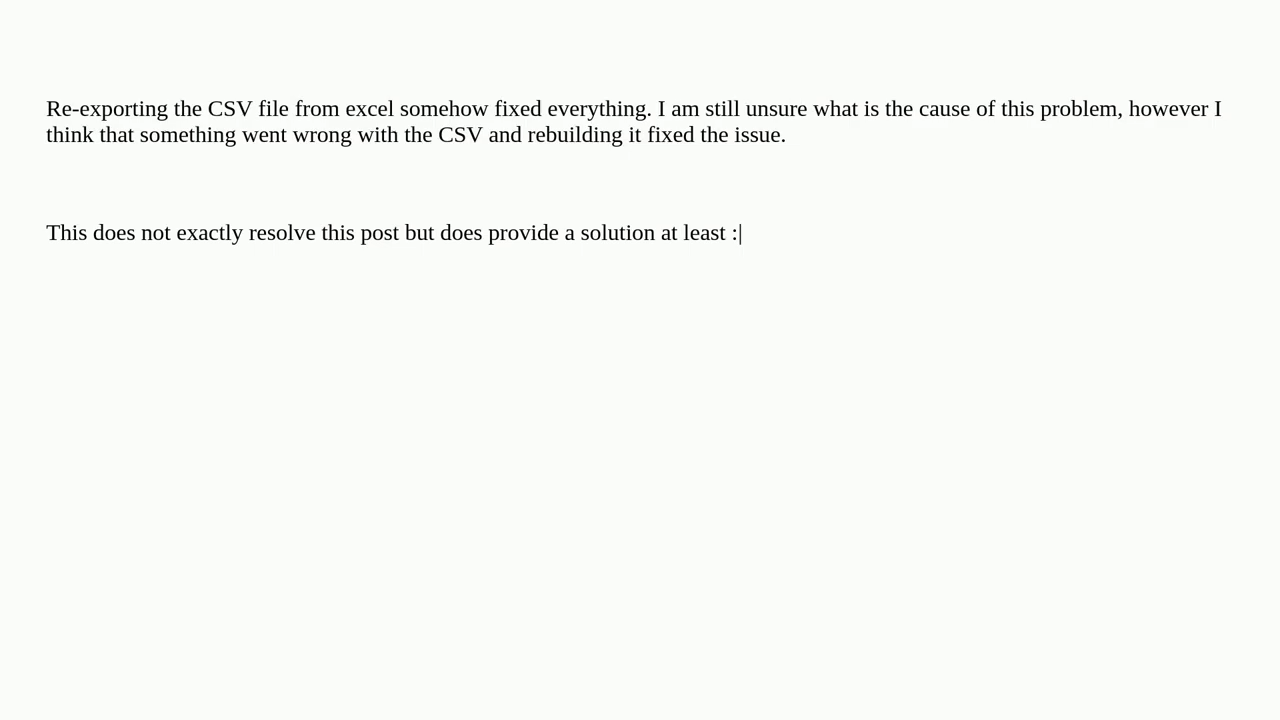 Re-exporting the CSV file from excel somehow fixed everything. I am still unsure what is the cause of this problem, however I
think that something went wrong with the CSV and rebuilding it fixed the issue.
This does not exactly resolve this post but does provide a solution at least :|